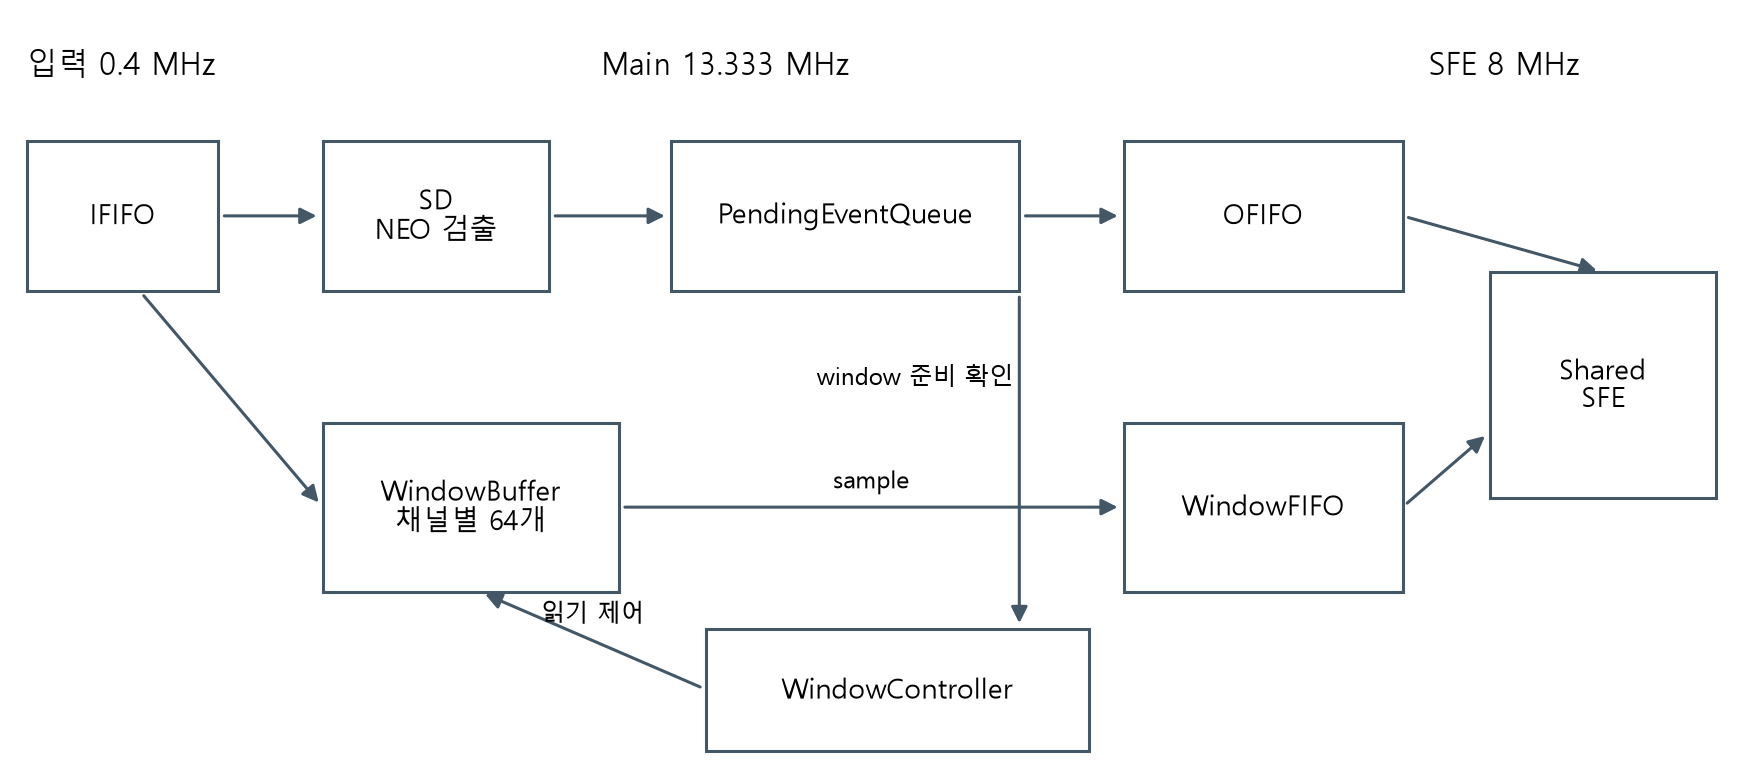 입력 0.4 MHz
Main 13.333 MHz
SFE 8 MHz
IFIFO
SD
NEO 검출
PendingEventQueue
OFIFO
Shared
SFE
window 준비 확인
WindowBuffer
채널별 64개
sample
WindowFIFO
읽기 제어
WindowController